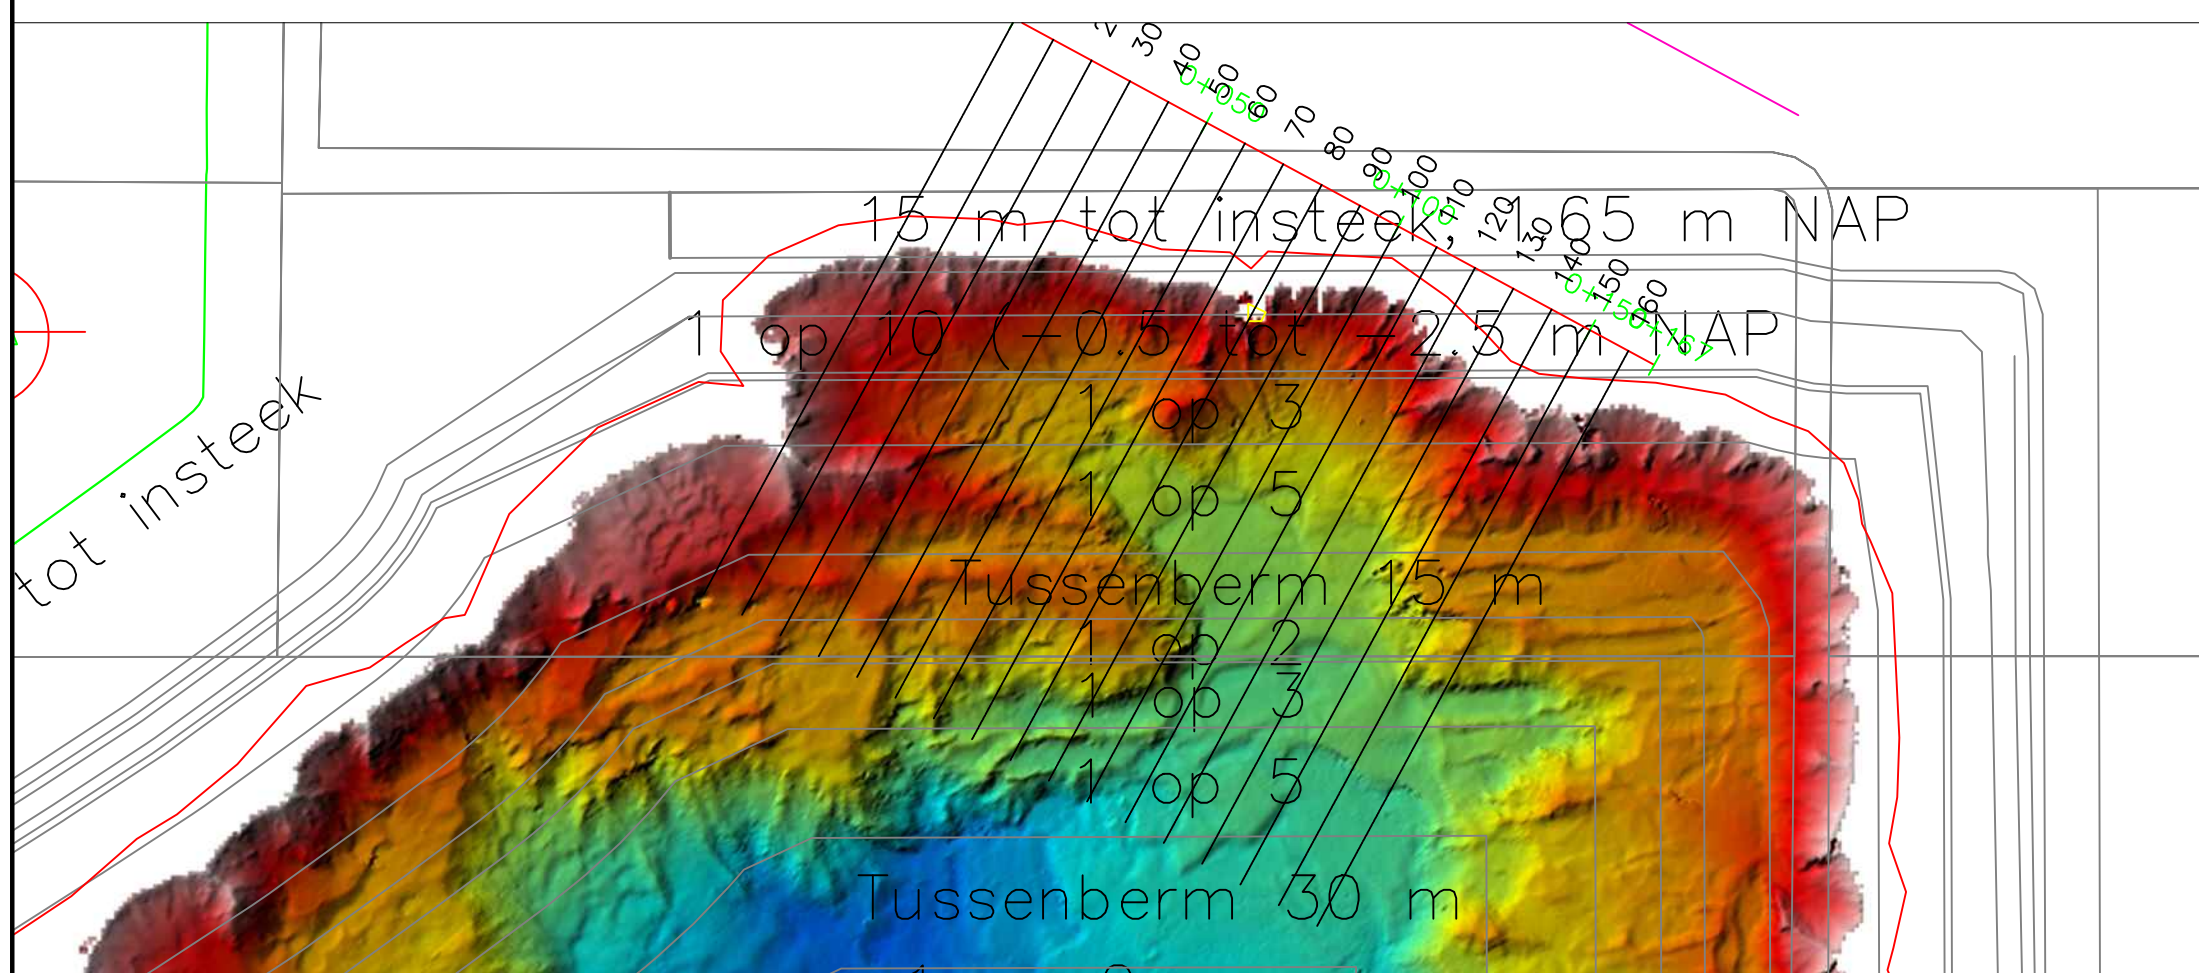 30
40
50
60
70
80
90
100
110
120
130
140
150
160
0+050
0+100
0+150
0+167
15 m tot insteek, 1.65 m NAP
1 op 10 (-0.5 tot -2.5 m NAP
1 op 3
tot insteek
1 op 5
Tussenberm 15 m
1 op 2
1 op 3
1 op 5
Tussenberm 30 m